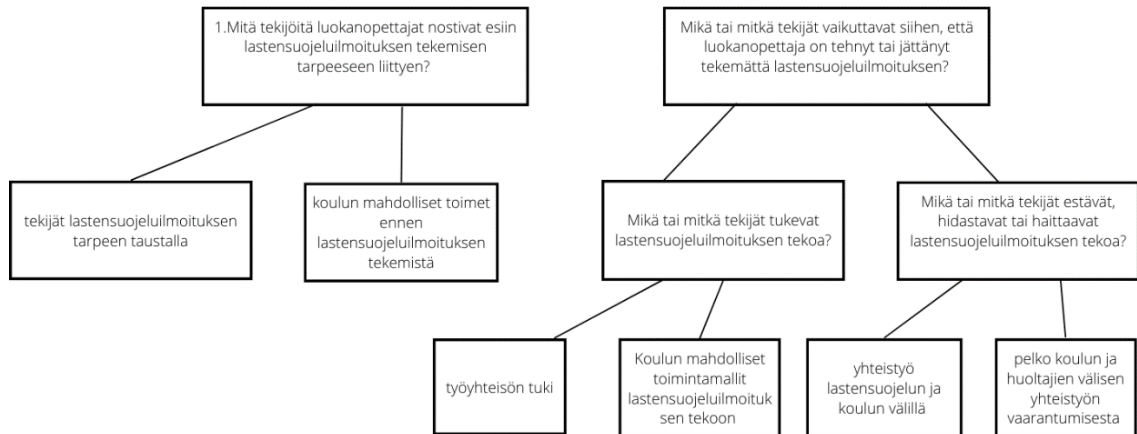 1.Mitä tekijöitä luokanopettajat nostivat esiin
lastensuojeluilmoituksen tekemisen
tarpeeseen liittyen?
Mikä tai mitkä tekijät vaikuttavat siihen, että
luokanopettaja on tehnyt tai jättänyt
tekemättä lastensuojeluilmoituksen?
tekijät lastensuojeluilmoituksen
tarpeen taustalla
koulun mahdolliset toimet
ennen
lastensuojeluilmoituksen
tekemistä
Mikä tai mitkä tekijät tukevat
lastensuojeluilmoituksen tekoa?
Mikä tai mitkä tekijät estävät,
hidastavat tai haittaavat
lastensuojeluilmoituksen tekoa?
työyhteisön tuki
Koulun mahdolliset
toimintamallit
lastensuojeluilmoituk
sen tekoon
yhteistyö
lastensuojelun ja
koulun välillä
pelko koulun ja
huoltajien välisen
yhteistyön
vaarantumisesta